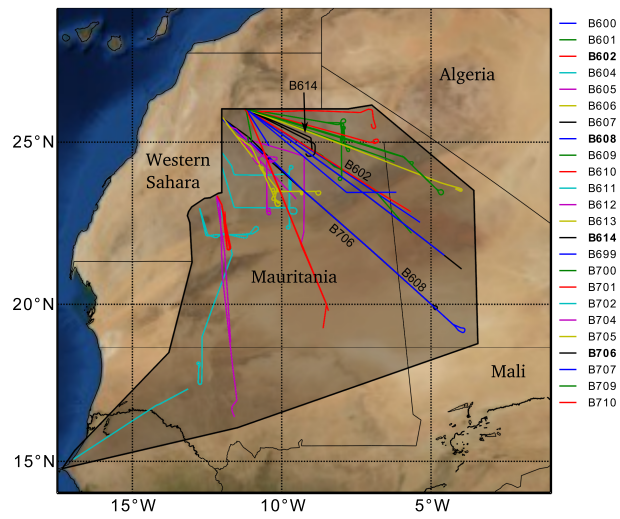 Algeria
B614
25°N
Western
Sahara
B602
B706
Mauritania
B608
20°N
Mali
15°N
15°W
10°W
5°W
B600
B601
B602
B604
B605
B606
B607
B608
B609
B610
B611
B612
B613
B614
B699
B700
B701
B702
B704
B705
B706
B707
B709
B710